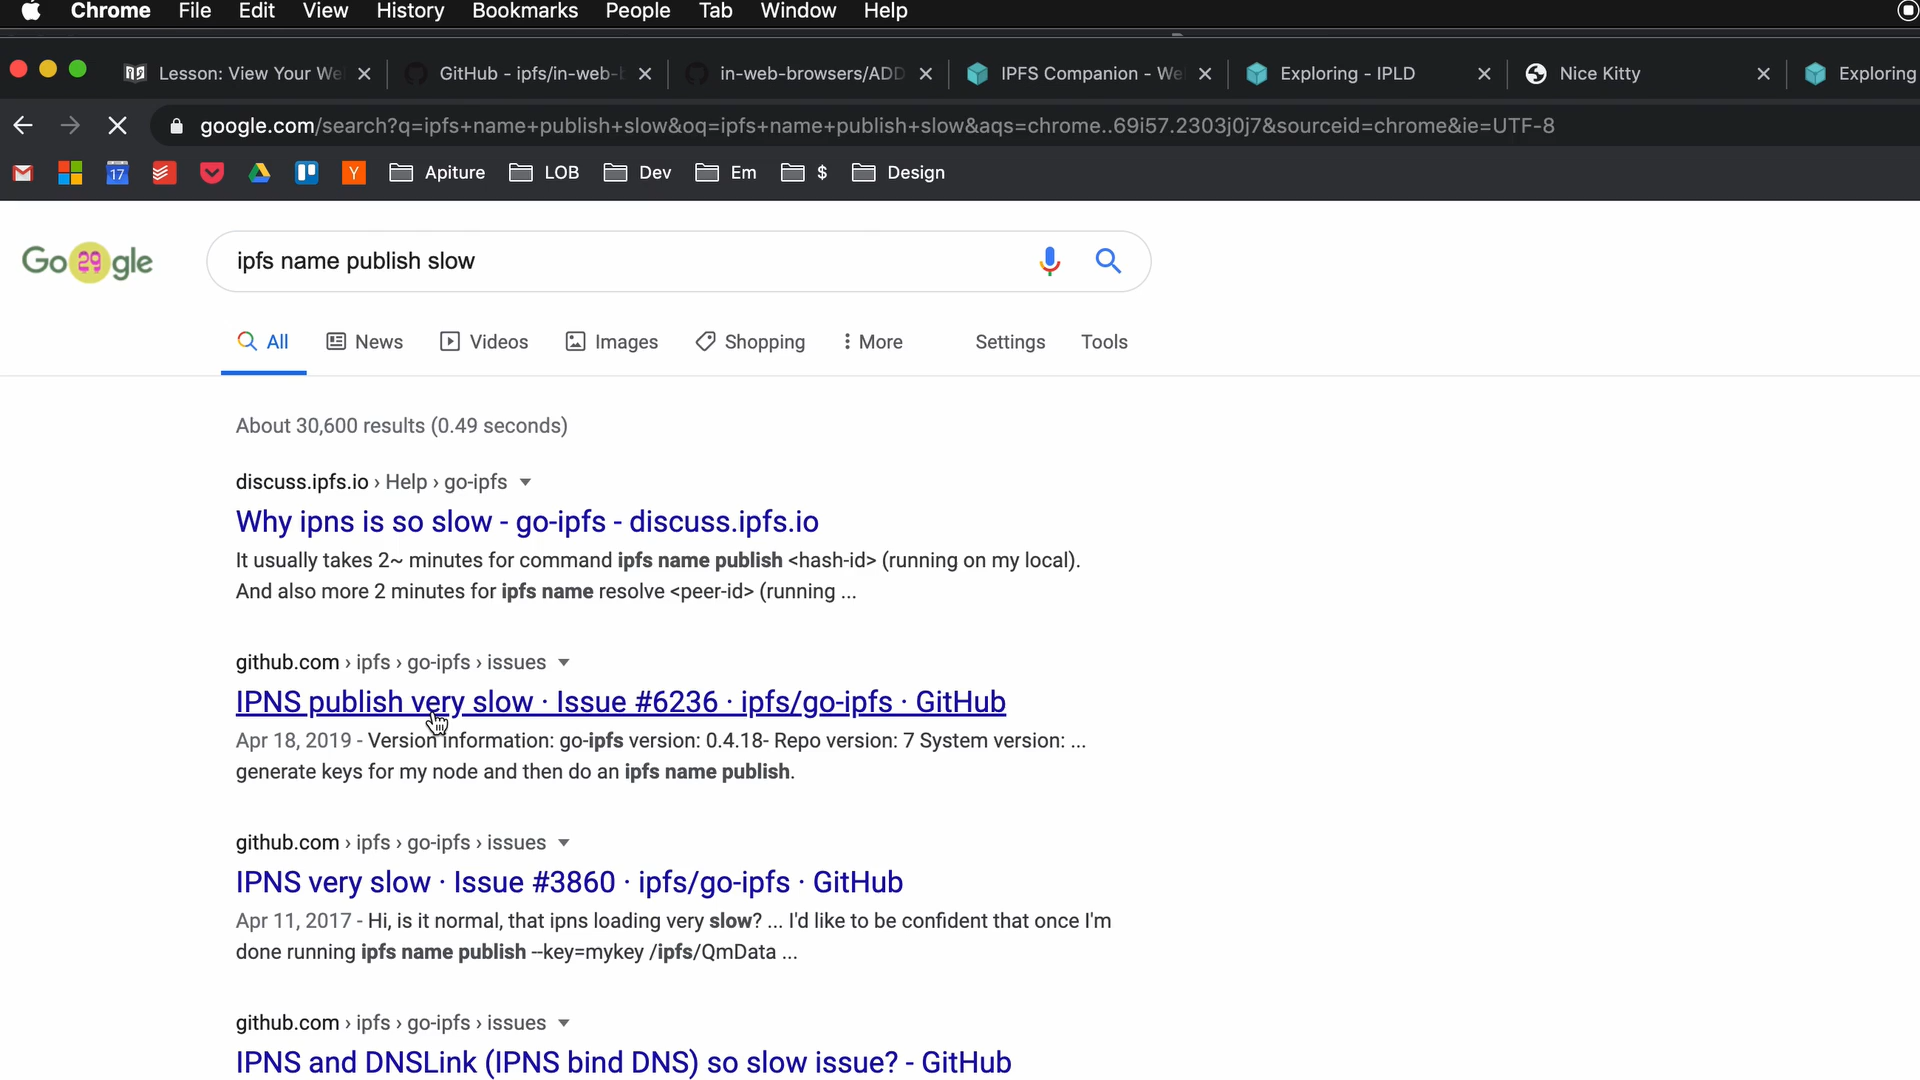 Chrome File Edit View History Bookmarks People Tab Window Help
Lesson: View Your We GitHub - ipfs/in-web-b in-web-browsers/ADD IPFS Companion - We Exploring - IPLD Nice Kitty Exploring
google.com/search?q=ipfs+name+publish+slow&oq=ipfs+name+publish+slow&aqs=chrome..69i57.2303j0j7&sourceid=chrome&ie=UTF-8
17 Y Apiture LOB Dev Em $ Design
Go29gle ipfs name publish slow
All News Videos Images Shopping More Settings Tools
About 30,600 results (0.49 seconds)
discuss.ipfs.io › Help › go-ipfs
Why ipns is so slow - go-ipfs - discuss.ipfs.io
It usually takes 2~ minutes for command ipfs name publish <hash-id> (running on my local).
And also more 2 minutes for ipfs name resolve <peer-id> (running ...
github.com › ipfs › go-ipfs › issues
IPNS publish very slow · Issue #6236 · ipfs/go-ipfs · GitHub
Apr 18, 2019 - Version information: go-ipfs version: 0.4.18- Repo version: 7 System version: ...
generate keys for my node and then do an ipfs name publish.
github.com › ipfs › go-ipfs › issues
IPNS very slow · Issue #3860 · ipfs/go-ipfs · GitHub
Apr 11, 2017 - Hi, is it normal, that ipns loading very slow? ... I'd like to be confident that once I'm
done running ipfs name publish --key=mykey /ipfs/QmData ...
github.com › ipfs › go-ipfs › issues
IPNS and DNSLink (IPNS bind DNS) so slow issue? - GitHub